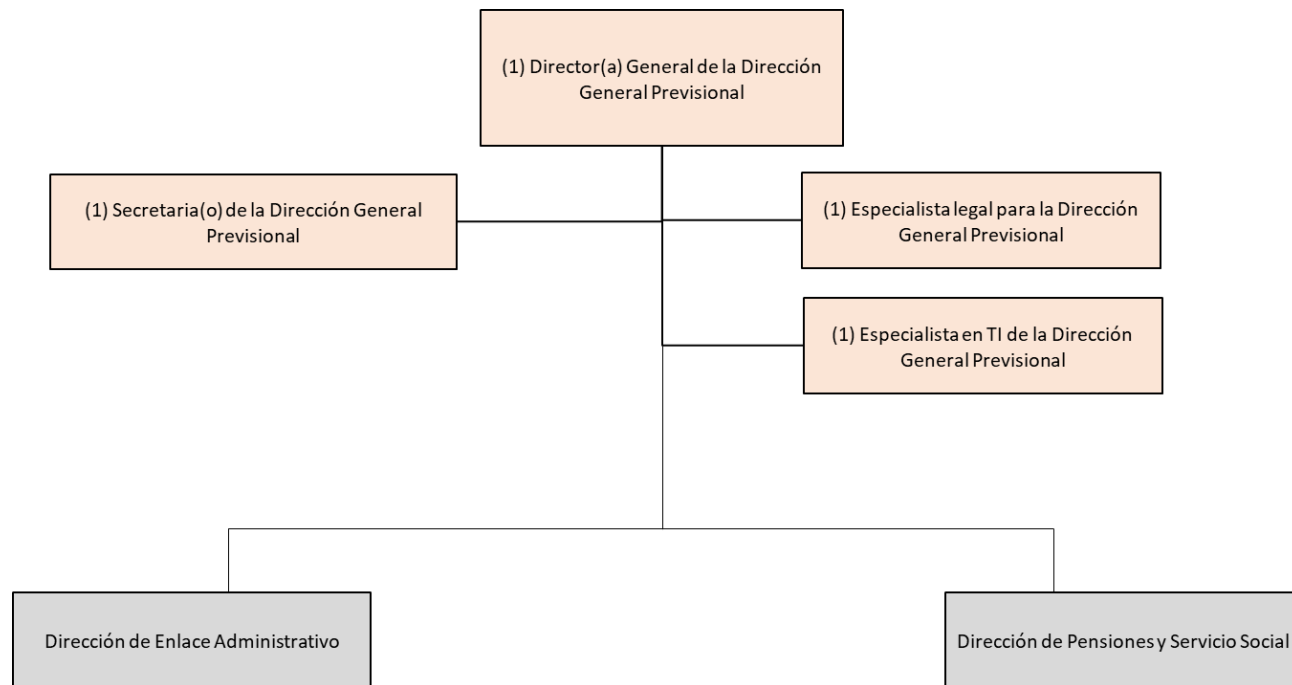 (1) Director(a) General de la Dirección
General Previsional
(1) Secretaria(o) de la Dirección General
Previsional
(1) Especialista legal para la Dirección
General Previsional
(1) Especialista en TI de la Dirección
General Previsional
Dirección de Enlace Administrativo
Dirección de Pensiones y Servicio Social